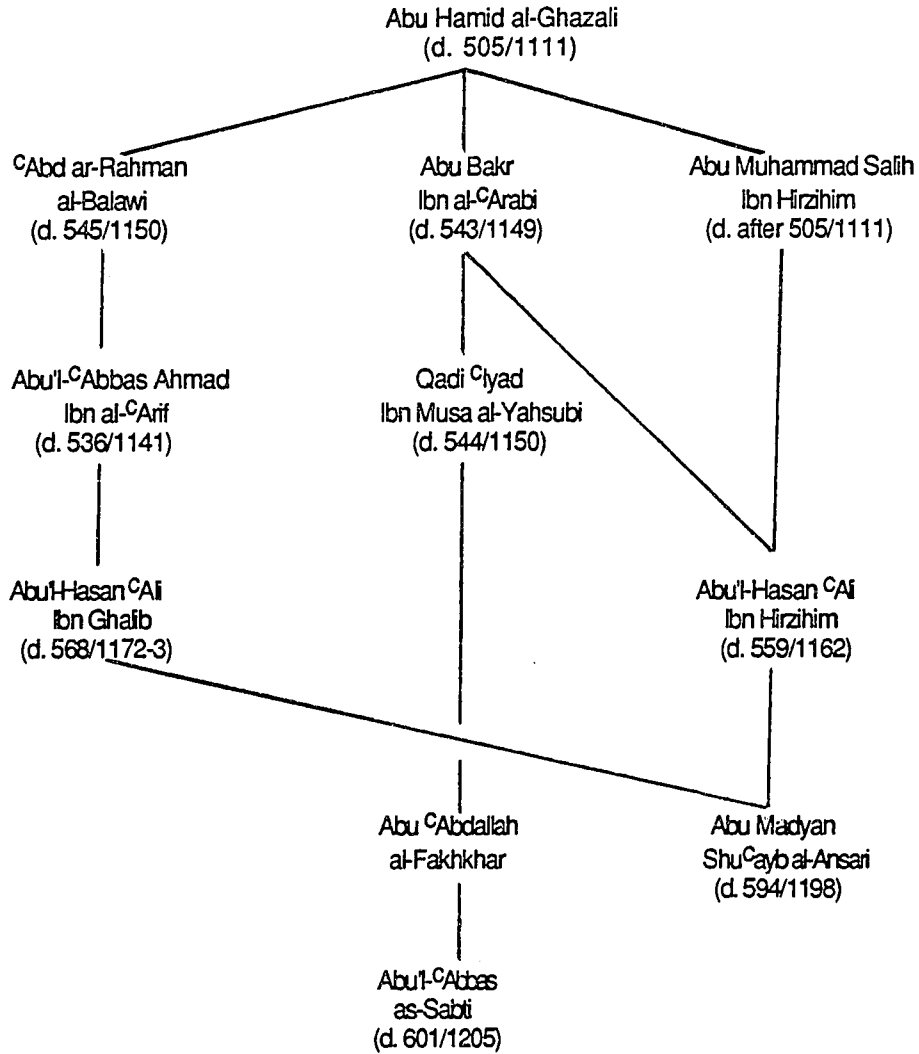 Abu Hamid al-Ghazali
(d. 505/1111)
ᶜAbd ar-Rahman
al-Balawi
(d. 545/1150)
Abu Bakr
Ibn al-ᶜArabi
(d. 543/1149)
Abu Muhammad Salih
Ibn Hirzihim
(d. after 505/1111)
Abu'l-ᶜAbbas Ahmad
Ibn al-ᶜArif
(d. 536/1141)
Qadi ᶜIyad
Ibn Musa al-Yahsubi
(d. 544/1150)
Abu'l-Hasan ᶜAli
Ibn Ghalib
(d. 568/1172-3)
Abu'l-Hasan ᶜAli
Ibn Hirzihim
(d. 559/1162)
Abu ᶜAbdallah
al-Fakhkhar
Abu Madyan
Shuᶜayb al-Ansari
(d. 594/1198)
Abu'l-ᶜAbbas
as-Sabti
(d. 601/1205)